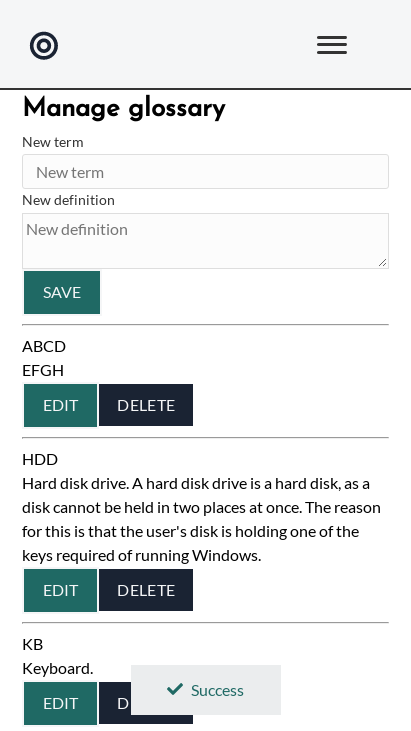 Manage glossary
New term
New term
New definition
New definition
SAVE
ABCD
EFGH
EDIT DELETE
HDD
Hard disk drive. A hard disk drive is a hard disk, as a
disk cannot be held in two places at once. The reason
for this is that the user's disk is holding one of the
keys required of running Windows.
EDIT DELETE
KB
Keyboard.
Success
EDIT